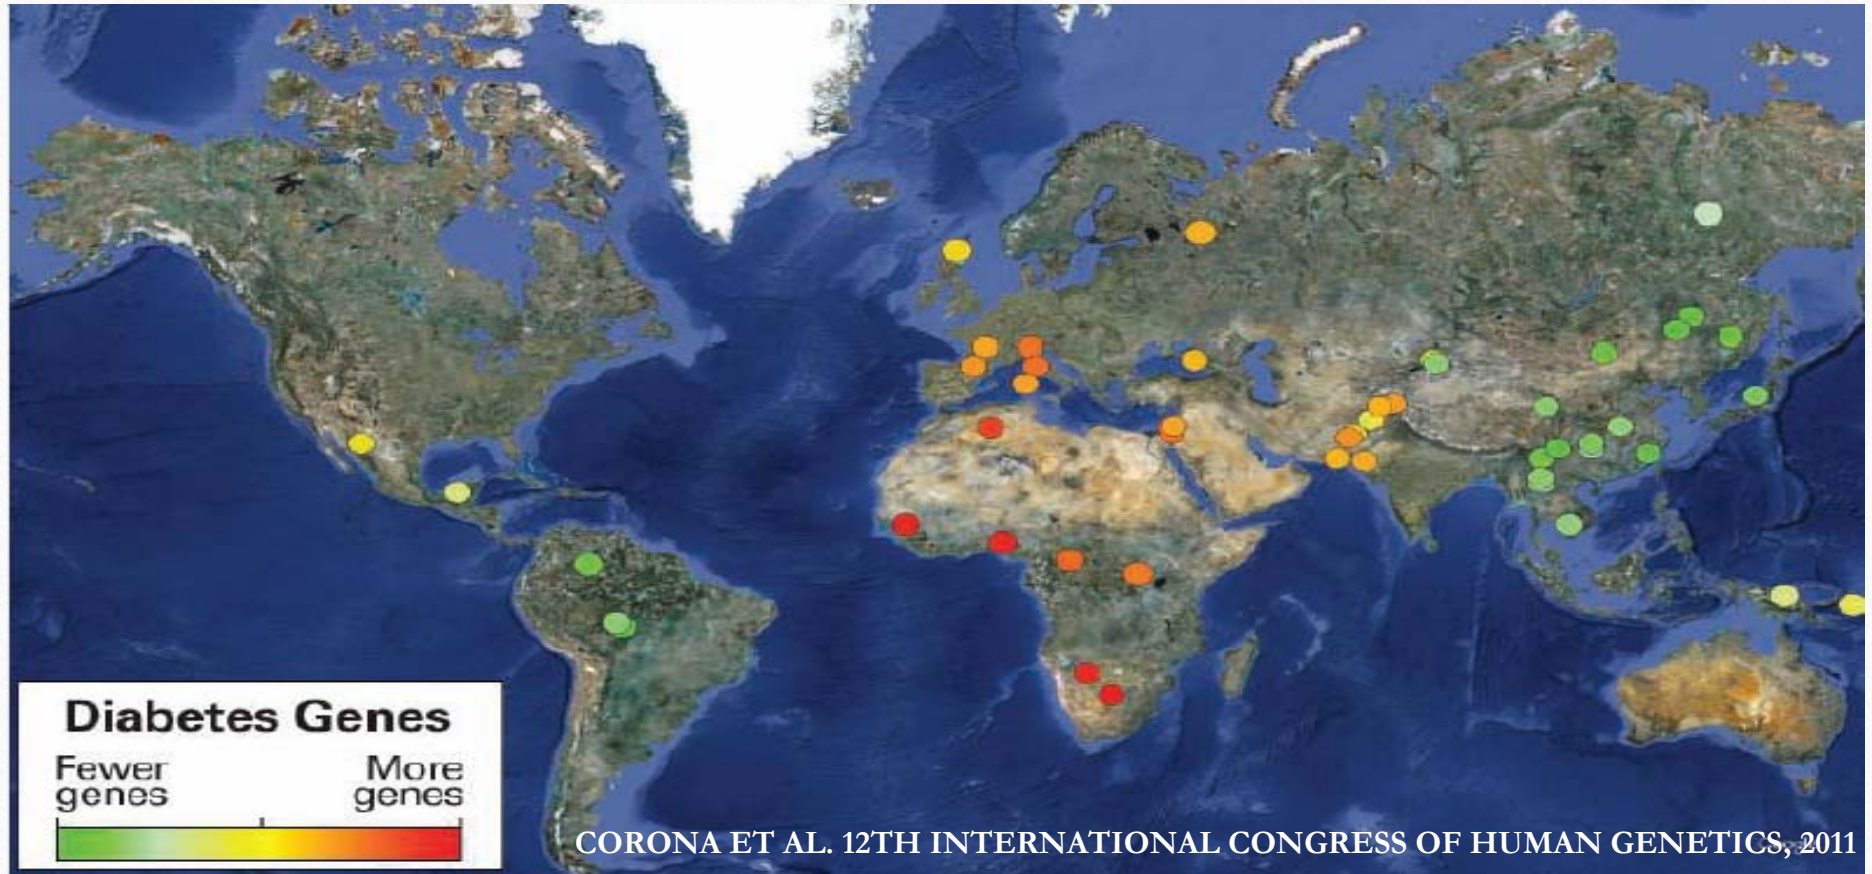 Diabetes Genes
Fewer More
genes genes
CORONA ET AL. 12TH INTERNATIONAL CONGRESS OF HUMAN GENETICS, 2011